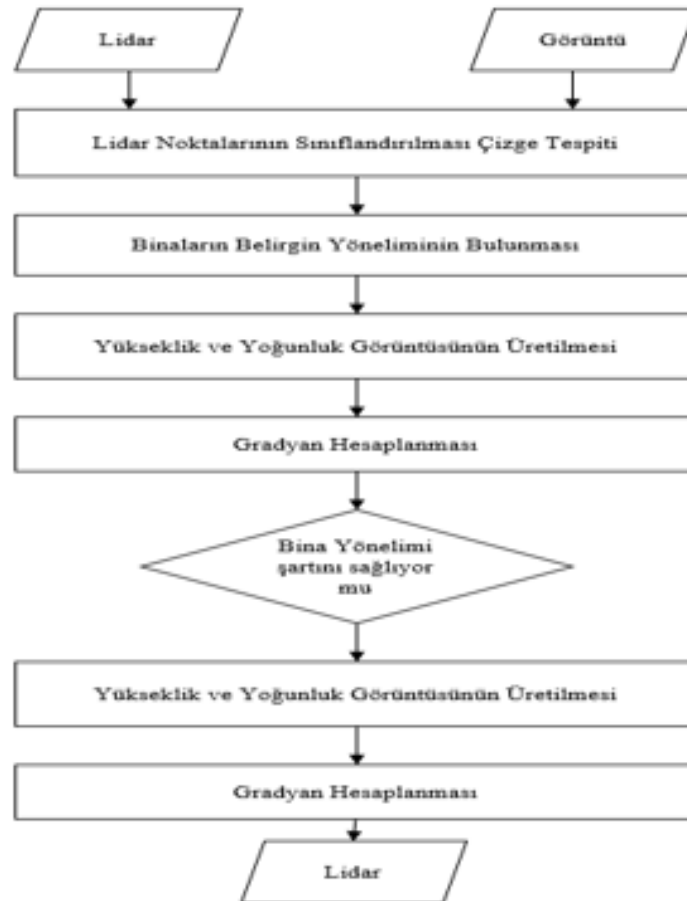 Lidar
Görüntü
Lidar Noktalarının Sınıflandırılması Çizge Tespiti
Binaların Belirgin Yöneliminin Bulunması
Yükseklik ve Yoğunluk Görüntüsünün Üretilmesi
Gradyan Hesaplanması
Bina Yönelimi
şartını sağlıyor
mu
Yükseklik ve Yoğunluk Görüntüsünün Üretilmesi
Gradyan Hesaplanması
Lidar